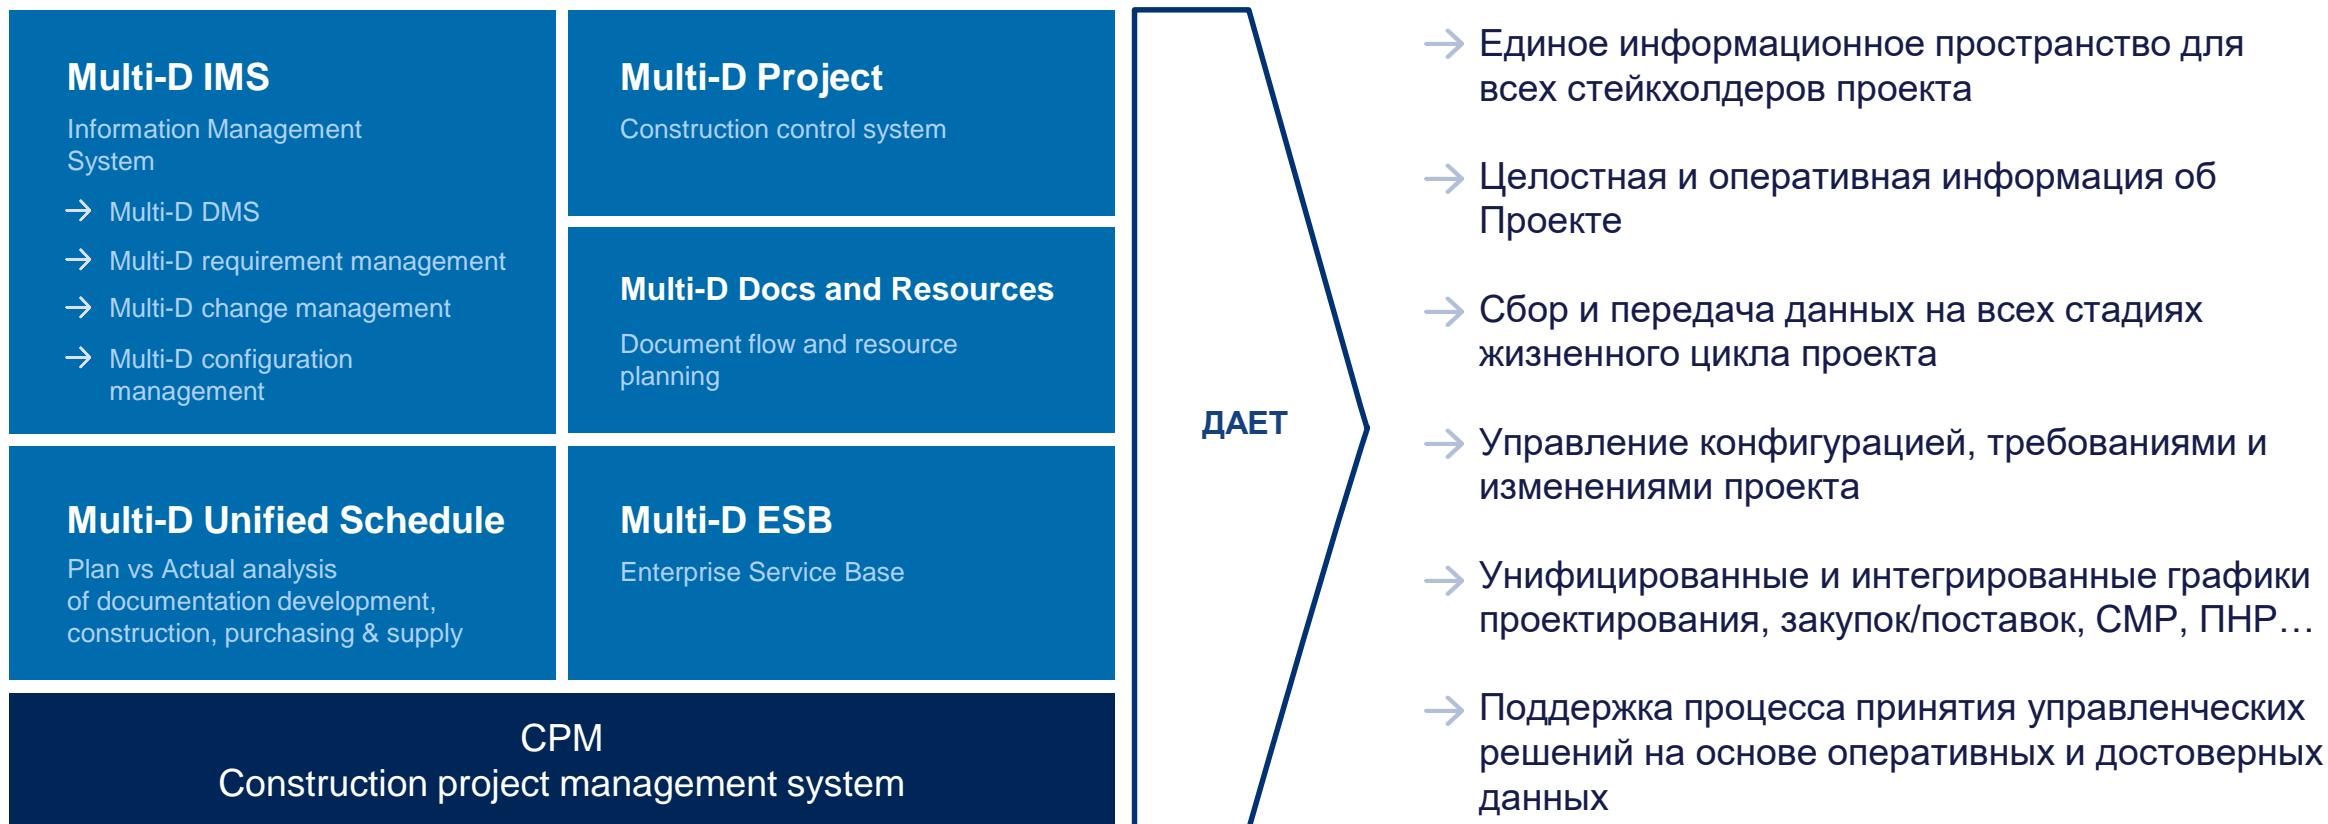 Multi-D IMS
Information Management
System
Multi-D DMS
Multi-D requirement management
Multi-D change management
Multi-D configuration
management
Multi-D Project
Construction control system
Multi-D Docs and Resources
Document flow and resource
planning
Multi-D Unified Schedule
Plan vs Actual analysis
of documentation development,
construction, purchasing & supply
Multi-D ESB
Enterprise Service Base
CPM
Construction project management system
ДАЕТ
Единое информационное пространство для
всех стейкхолдеров проекта
Целостная и оперативная информация об
Проекте
Сбор и передача данных на всех стадиях
жизненного цикла проекта
Управление конфигурацией, требованиями и
изменениями проекта
Унифицированные и интегрированные графики
проектирования, закупок/поставок, СМР, ПНР…
Поддержка процесса принятия управленческих
решений на основе оперативных и достоверных
данных